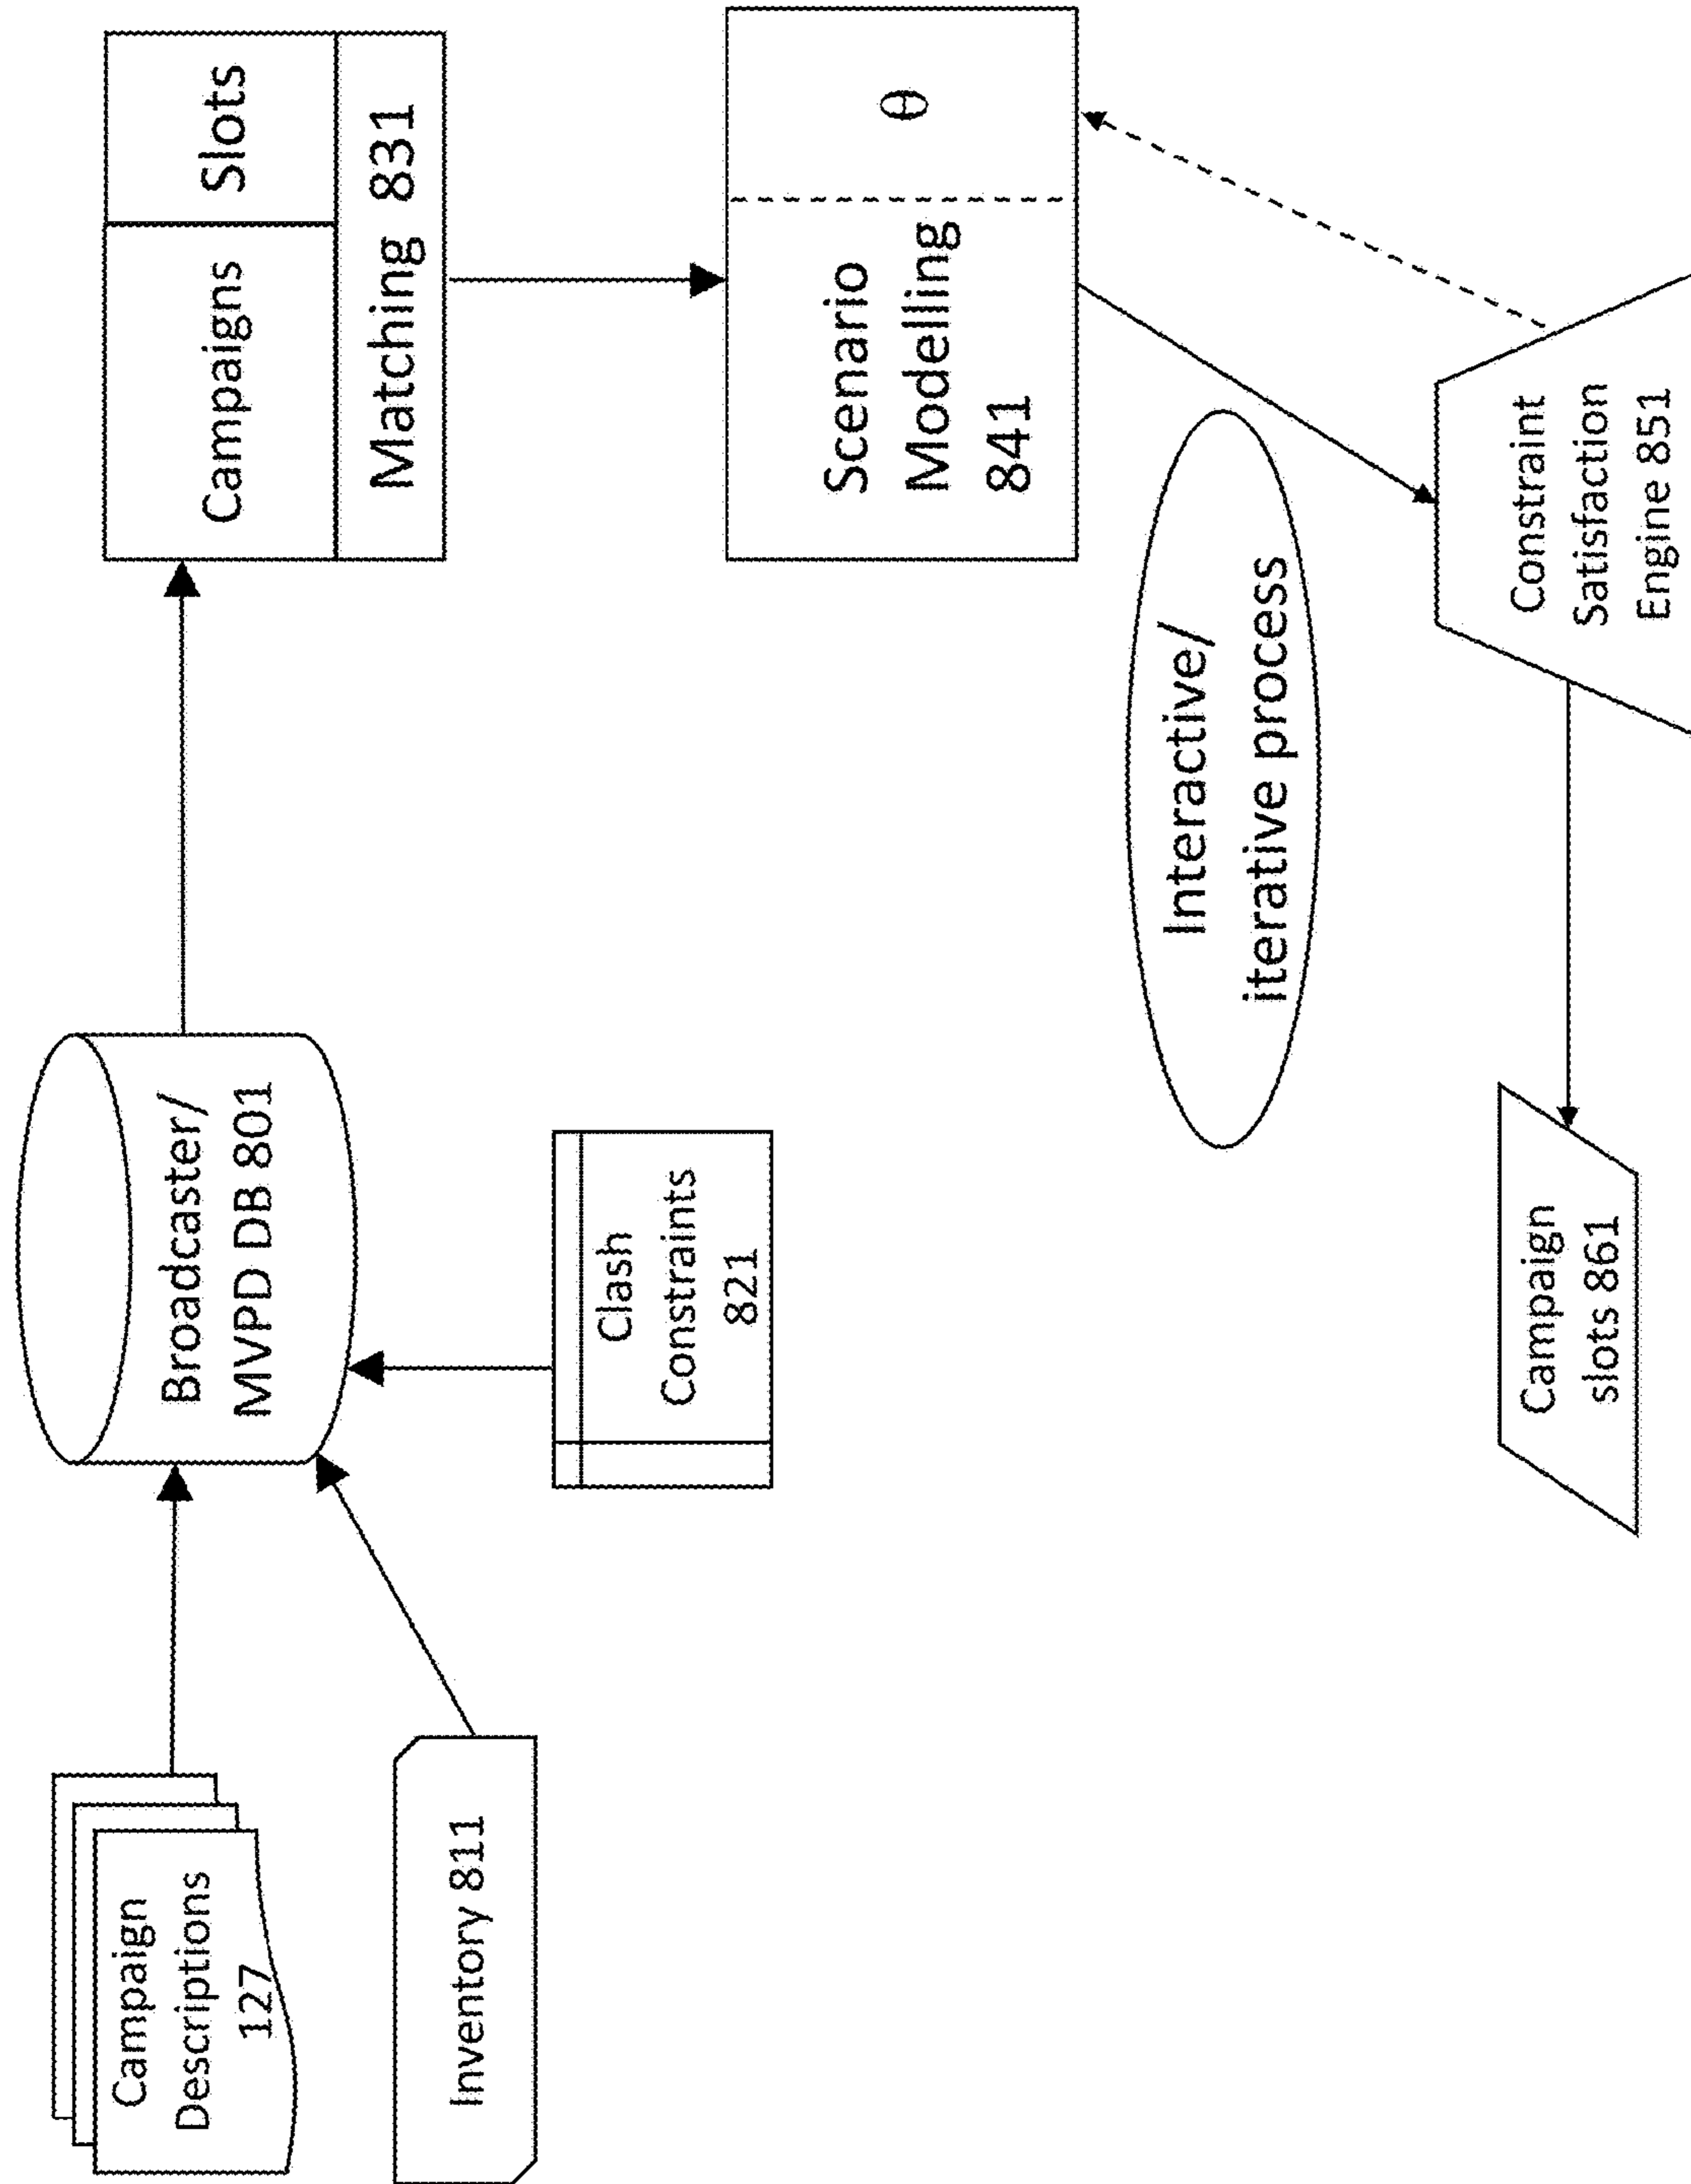 Campaign
Descriptions
127
Inventory 811
Broadcaster/
MVPD DB 801
Clash
Constraints
821
Campaigns
Slots
Matching 831
Scenario
Modelling
841
θ
Interactive/
iterative process
Constraint
Satisfaction
Engine 851
Campaign
slots 861